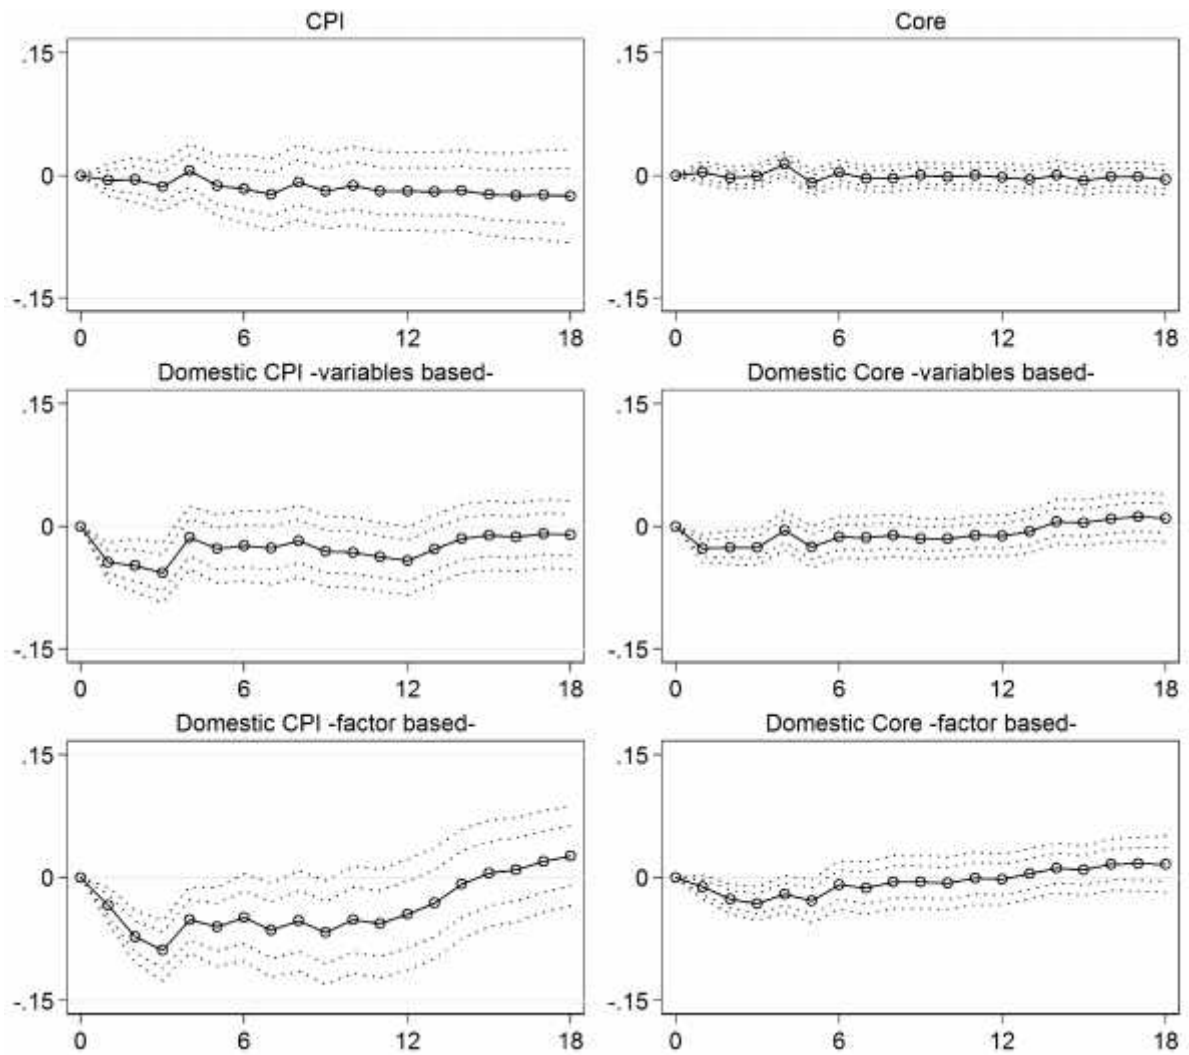 CPI
.15
0
-.15
0 6 12 18
Core
.15
0
-.15
0 6 12 18
Domestic CPI -variables based-
.15
0
-.15
0 6 12 18
Domestic Core -variables based-
.15
0
-.15
0 6 12 18
Domestic CPI -factor based-
.15
0
-.15
0 6 12 18
Domestic Core -factor based-
.15
0
-.15
0 6 12 18